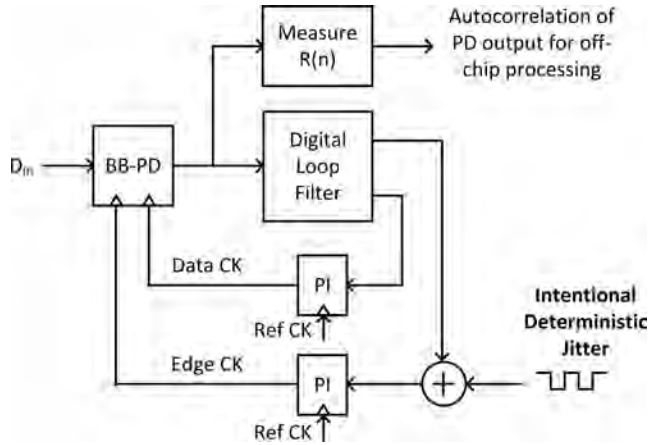 Measure
R(n)
Autocorrelation of
PD output for off-
chip processing
Digital
Loop
Filter
Din
BB-PD
Data CK
PI
Ref CK
Intentional
Deterministic
Jitter
Edge CK
PI
Ref CK